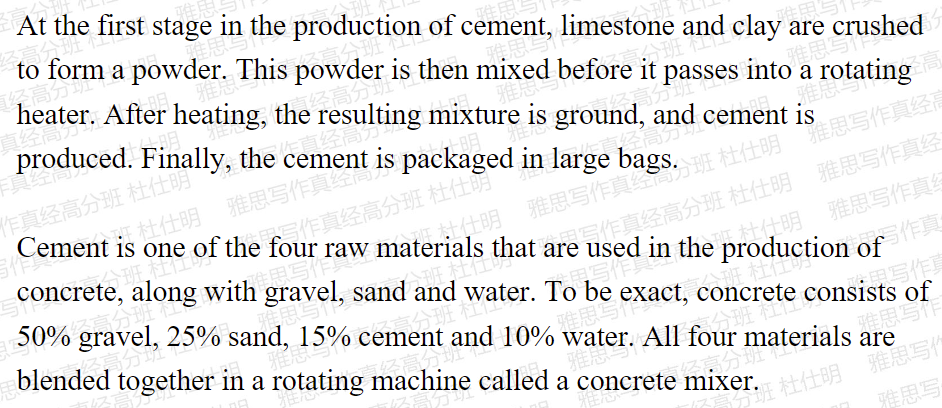 At the first stage in the production of cement, limestone and clay are crushed
to form a powder. This powder is then mixed before it passes into a rotating
heater. After heating, the resulting mixture is ground, and cement is
produced. Finally, the cement is packaged in large bags.
Cement is one of the four raw materials that are used in the production of
concrete, along with gravel, sand and water. To be exact, concrete consists of
50% gravel, 25% sand, 15% cement and 10% water. All four materials are
blended together in a rotating machine called a concrete mixer.
雅思写作真经高分班 杜仕明